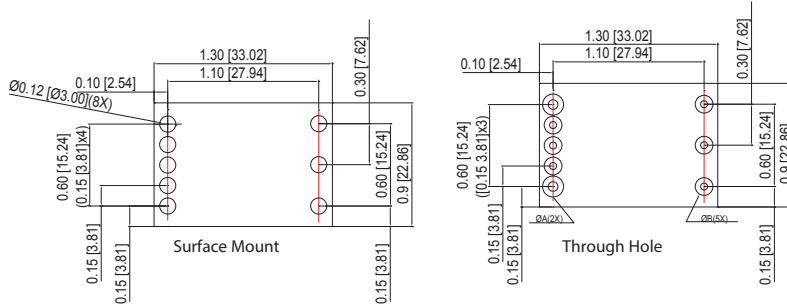 1.30 [33.02]
1.10 [27.94]
0.10 [2.54]
0.30 [7.62]
Ø0.12 [Ø3.00](8X)
0.60 [15.24]
(0.15 [3.81]x4)
0.15 [3.81]
0.15 [3.81]
0.60 [15.24]
0.9 [22.86]
0.15 [3.81]
Surface Mount
1.30 [33.02]
1.10 [27.94]
0.10 [2.54]
0.30 [7.62]
0.60 [15.24]
([0.15 3.81]x3)
0.15 [3.81]
0.15 [3.81]
0.60 [15.24]
0.9 [22.86]
0.15 [3.81]
ØA(2X)
ØB(5X)
Through Hole